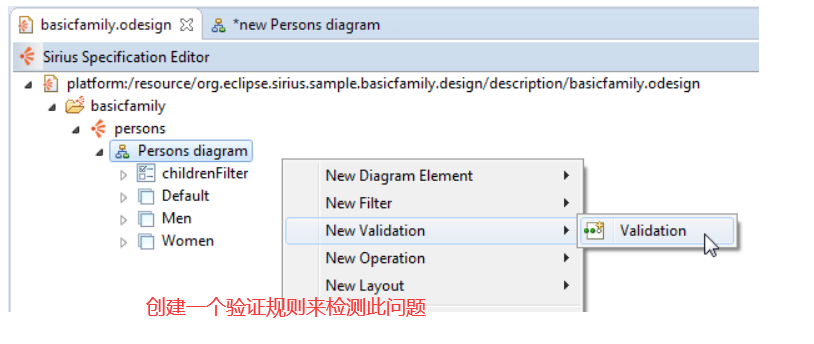 basicfamily.odesign
*new Persons diagram
Sirius Specification Editor
platform:/resource/org.eclipse.sirius.sample.basicfamily.design/description/basicfamily.odesign
basicfamily
persons
Persons diagram
childrenFilter
New Diagram Element
Default
New Filter
Men
New Validation
Validation
Women
New Operation
New Layout
创建一个验证规则来检测此问题